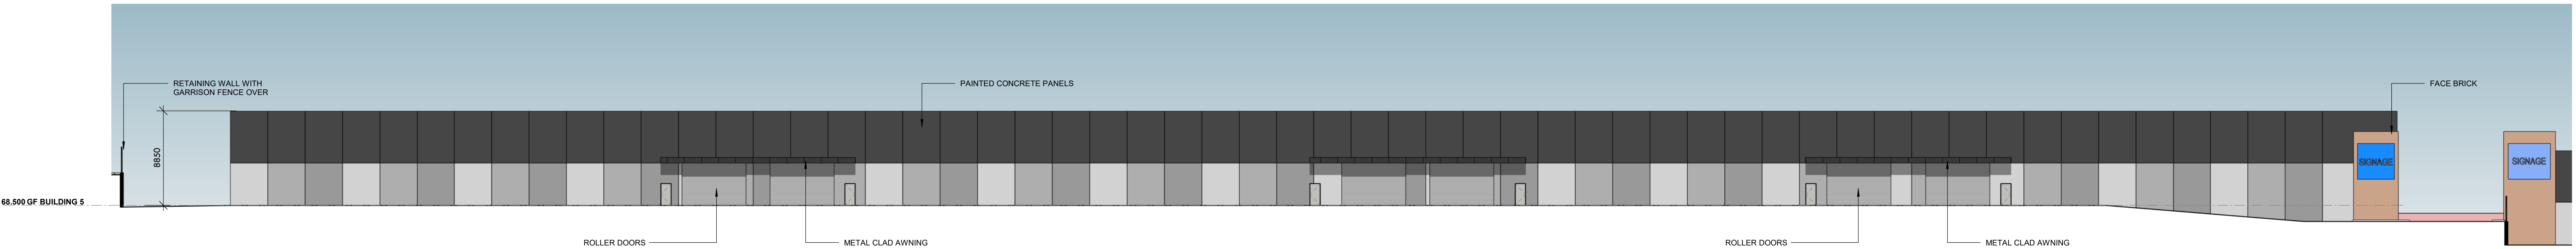 RETAINING WALL WITH
GARRISON FENCE OVER
PAINTED CONCRETE PANELS
FACE BRICK
8850
SIGNAGE
SIGNAGE
68.500 GF BUILDING 5
ROLLER DOORS
METAL CLAD AWNING
ROLLER DOORS
METAL CLAD AWNING